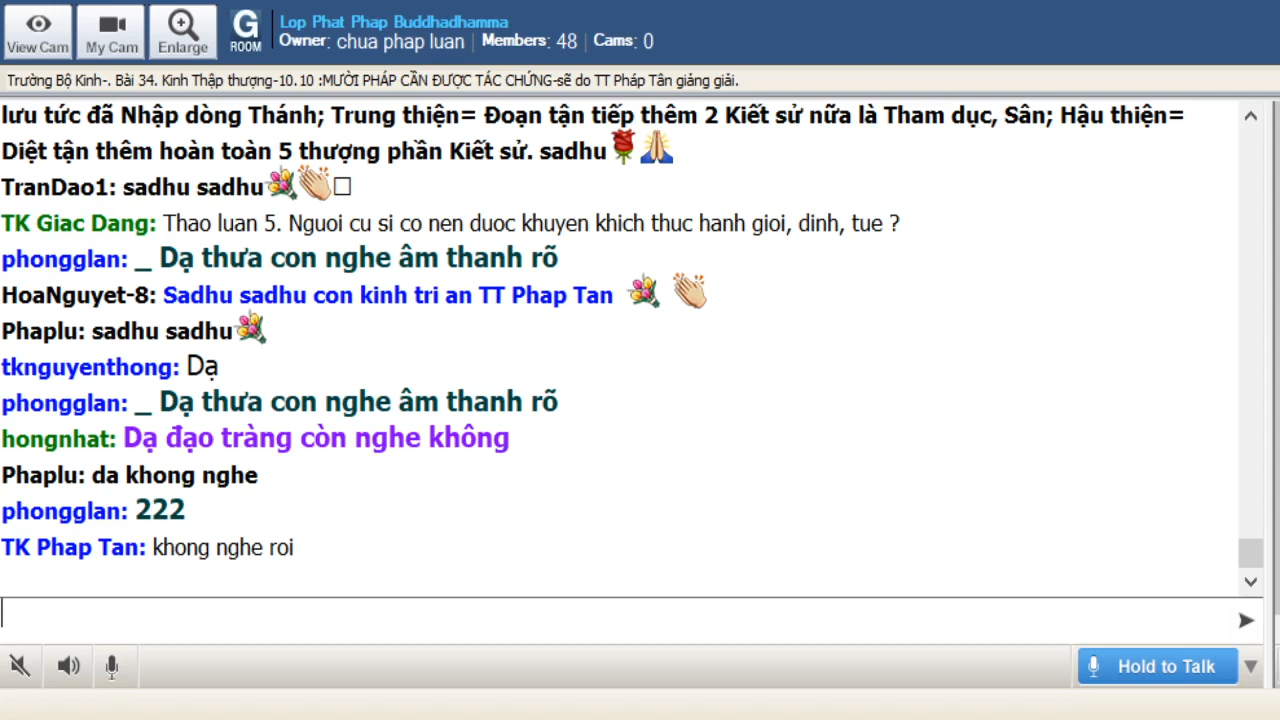 View Cam
My Cam
Enlarge
G
ROOM
Lop Phat Phap Buddhadhamma
Owner: chua phap luan | Members: 48 | Cams: 0
Trường Bộ Kinh-. Bài 34. Kinh Thập thượng-10.10 :MƯỜI PHÁP CẦN ĐƯỢC TÁC CHỨNG-sẽ do TT Pháp Tân giảng giải.
lưu tức đã Nhập dòng Thánh; Trung thiện= Đoạn tận tiếp thêm 2 Kiết sử nữa là Tham dục, Sân; Hậu thiện=
Diệt tận thêm hoàn toàn 5 thượng phần Kiết sử. sadhu
TranDao1: sadhu sadhu
TK Giac Dang: Thao luan 5. Nguoi cu si co nen duoc khuyen khich thuc hanh gioi, dinh, tue ?
phongglan: _ Dạ thưa con nghe âm thanh rõ
HoaNguyet-8: Sadhu sadhu con kinh tri an TT Phap Tan
Phaplu: sadhu sadhu
tknguyenthong: Dạ
phongglan: _ Dạ thưa con nghe âm thanh rõ
hongnhat: Dạ đạo tràng còn nghe không
Phaplu: da khong nghe
phongglan: 222
TK Phap Tan: khong nghe roi
Hold to Talk